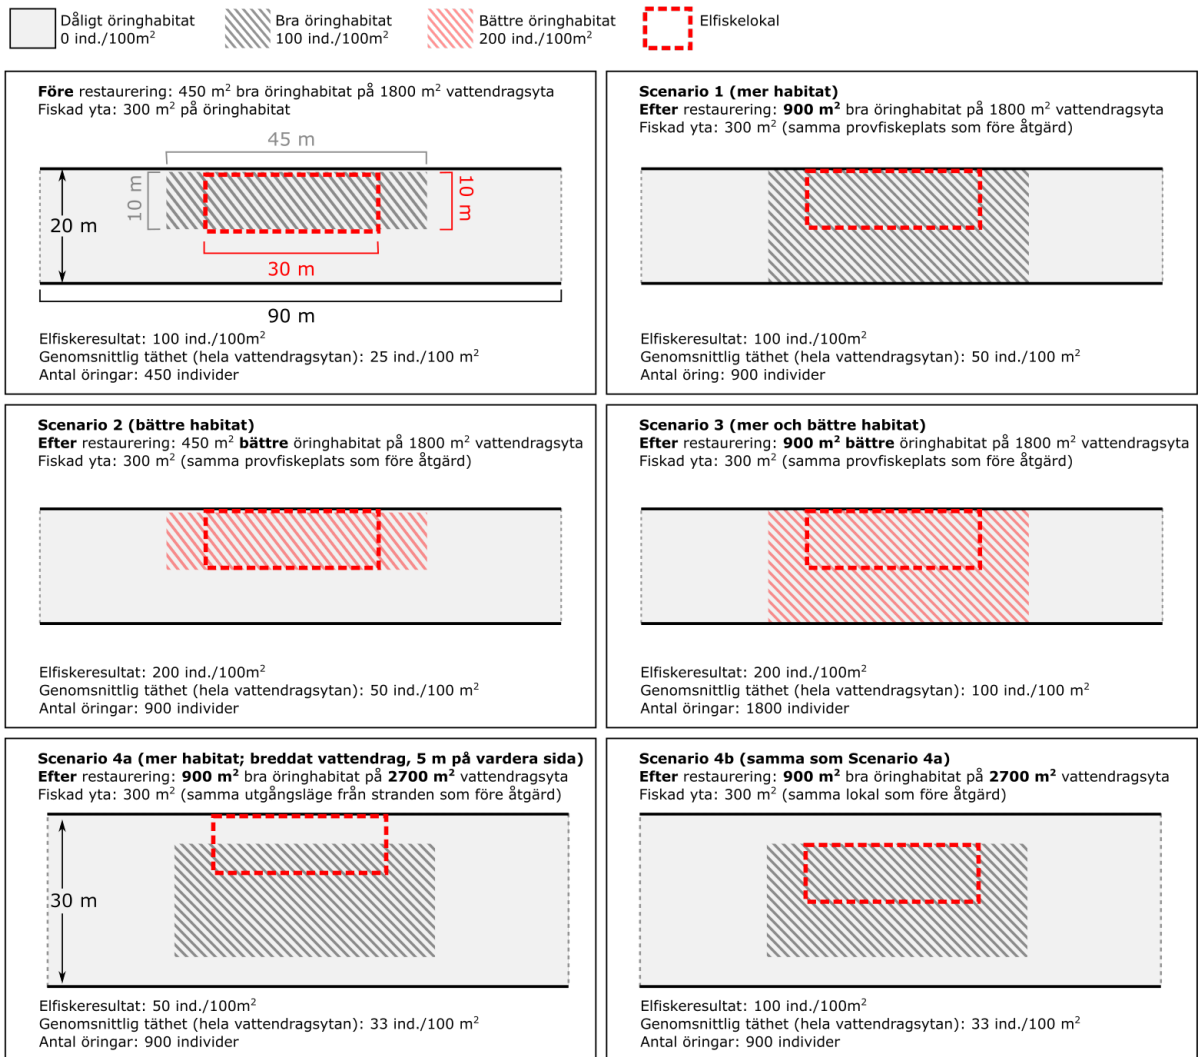 Dåligt öringhabitat
0 ind./100m²
Bra öringhabitat
100 ind./100m²
Bättre öringhabitat
200 ind./100m²
Elfiskelokal
Före restaurering: 450 m² bra öringhabitat på 1800 m² vattendragsyta
Fiskad yta: 300 m² på öringhabitat
45 m
10 m
10 m
20 m
30 m
90 m
Elfiskeresultat: 100 ind./100m²
Genomsnittlig täthet (hela vattendragsytan): 25 ind./100 m²
Antal öringar: 450 individer
Scenario 1 (mer habitat)
Efter restaurering: 900 m² bra öringhabitat på 1800 m² vattendragsyta
Fiskad yta: 300 m² (samma provfiskeplats som före åtgärd)
Elfiskeresultat: 100 ind./100m²
Genomsnittlig täthet (hela vattendragsytan): 50 ind./100 m²
Antal öring: 900 individer
Scenario 2 (bättre habitat)
Efter restaurering: 450 m² bättre öringhabitat på 1800 m² vattendragsyta
Fiskad yta: 300 m² (samma provfiskeplats som före åtgärd)
Elfiskeresultat: 200 ind./100m²
Genomsnittlig täthet (hela vattendragsytan): 50 ind./100 m²
Antal öringar: 900 individer
Scenario 3 (mer och bättre habitat)
Efter restaurering: 900 m² bättre öringhabitat på 1800 m² vattendragsyta
Fiskad yta: 300 m² (samma provfiskeplats som före åtgärd)
Elfiskeresultat: 200 ind./100m²
Genomsnittlig täthet (hela vattendragsytan): 100 ind./100 m²
Antal öringar: 1800 individer
Scenario 4a (mer habitat; breddat vattendrag, 5 m på vardera sida)
Efter restaurering: 900 m² bra öringhabitat på 2700 m² vattendragsyta
Fiskad yta: 300 m² (samma utgångsläge från stranden som före åtgärd)
30 m
Elfiskeresultat: 50 ind./100m²
Genomsnittlig täthet (hela vattendragsytan): 33 ind./100 m²
Antal öringar: 900 individer
Scenario 4b (samma som Scenario 4a)
Efter restaurering: 900 m² bra öringhabitat på 2700 m² vattendragsyta
Fiskad yta: 300 m² (samma lokal som före åtgärd)
Elfiskeresultat: 100 ind./100m²
Genomsnittlig täthet (hela vattendragsytan): 33 ind./100 m²
Antal öringar: 900 individer